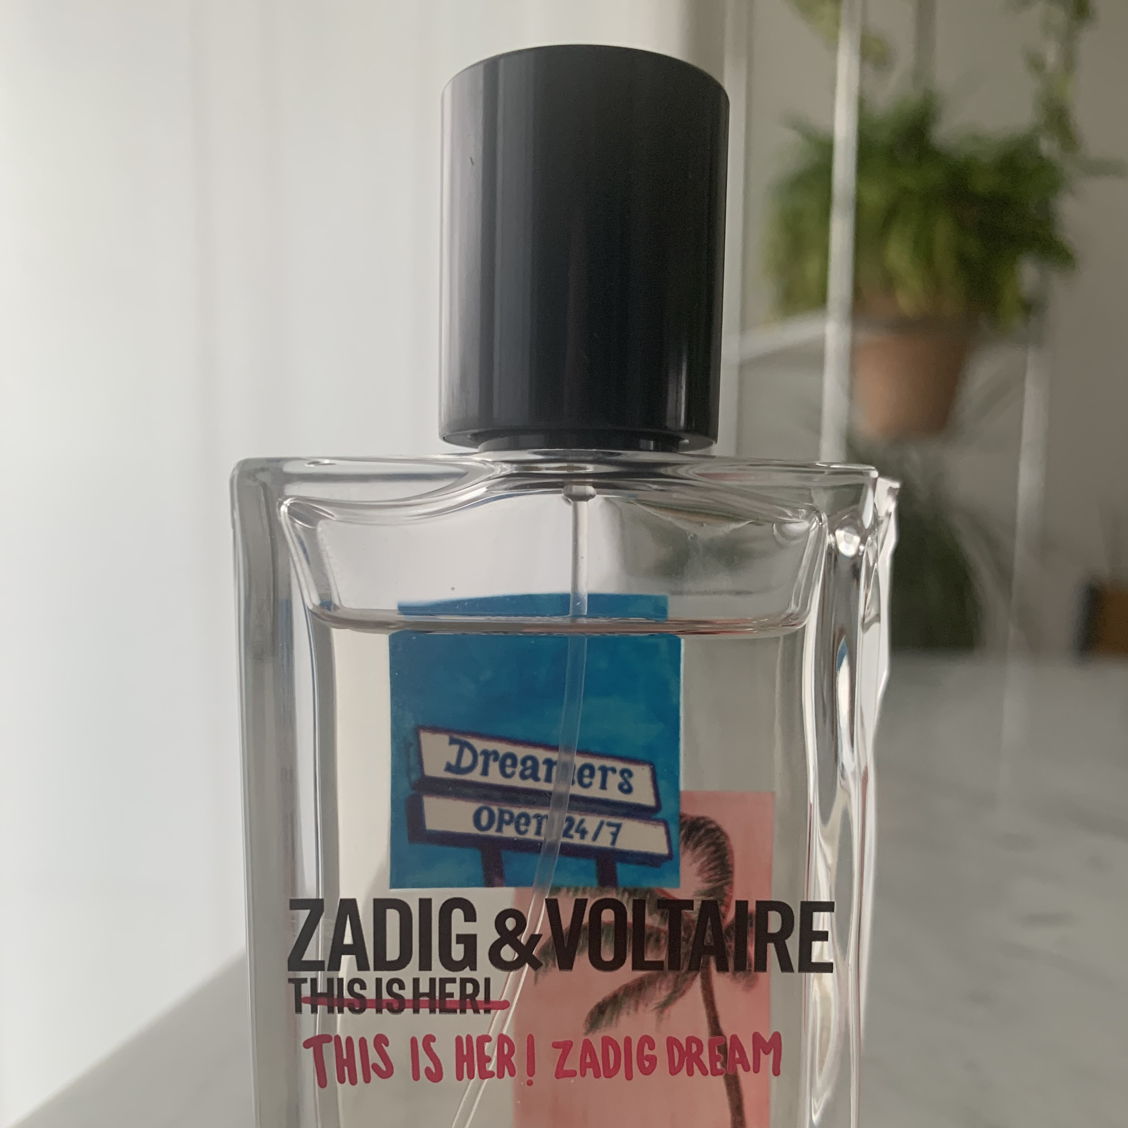 Dreamers
OPEN 24/7
ZADIG & VOLTAIRE
THIS IS HER!
THIS IS HER! ZADIG DREAM